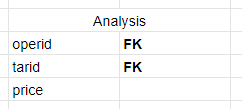 Analysis
operid FK
tarid FK
price